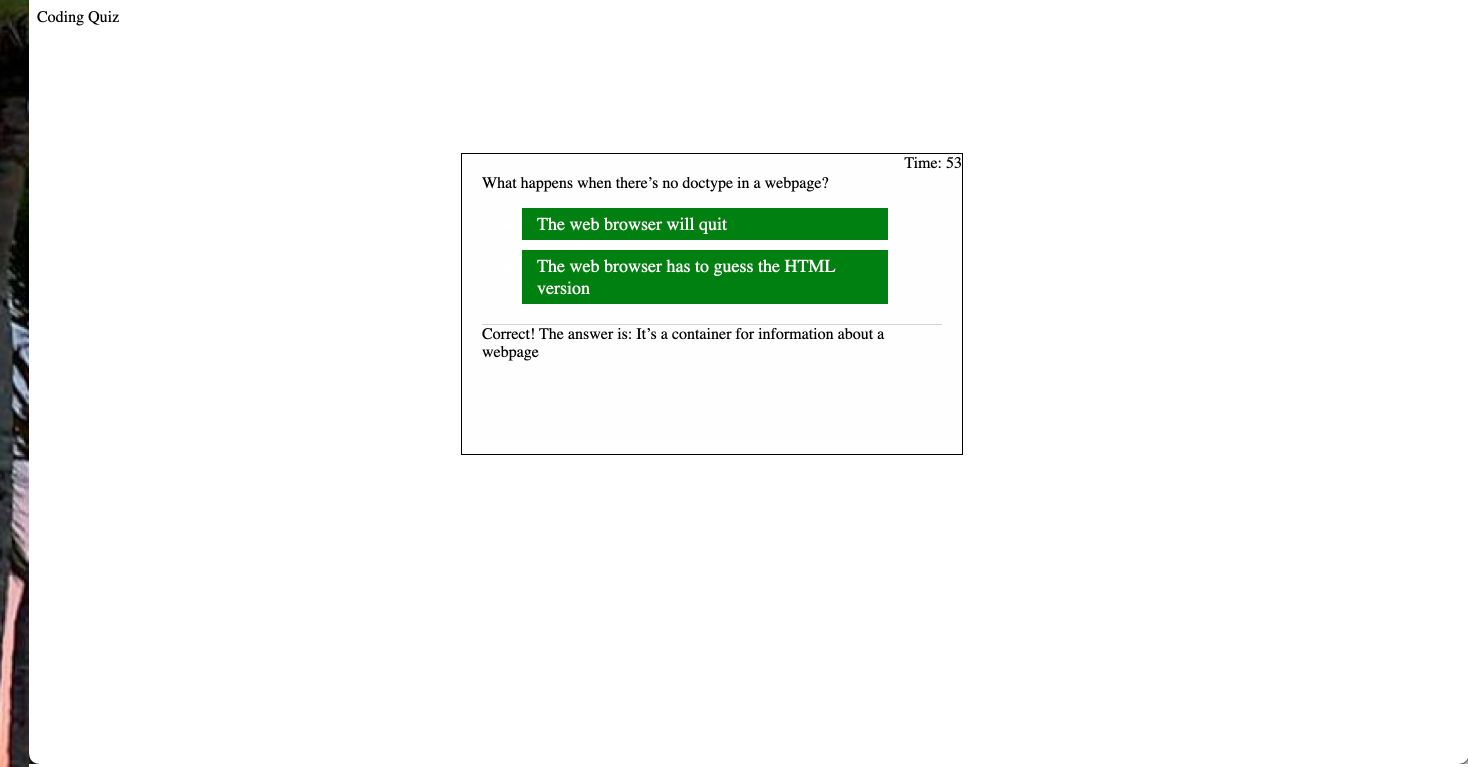 Coding Quiz
Time: 53
What happens when there’s no doctype in a webpage?
The web browser will quit
The web browser has to guess the HTML
version
Correct! The answer is: It’s a container for information about a
webpage